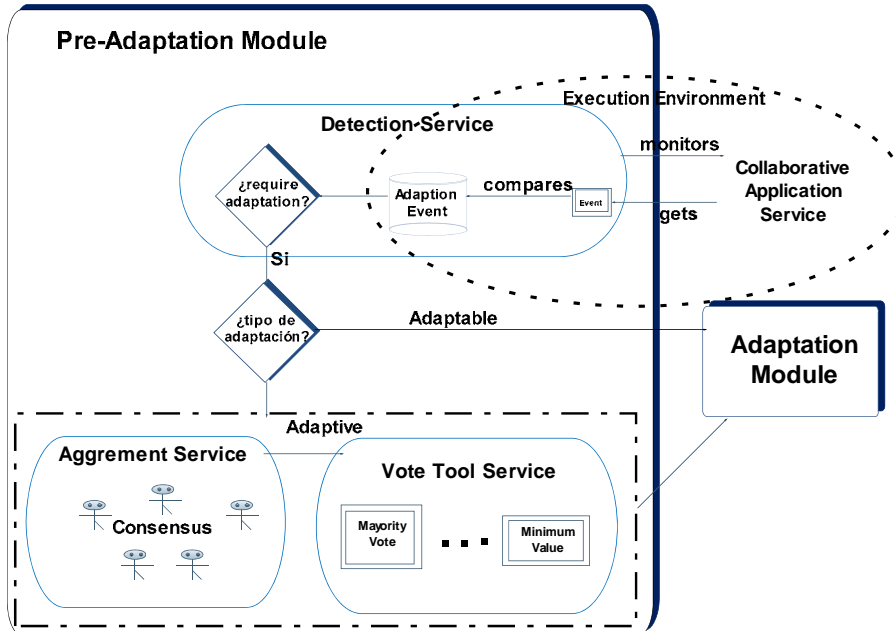 Pre-Adaptation Module
Execution Environment
Detection Service
monitors
¿require
adaptation?
Adaption
Event
compares
Event
Collaborative
Application
Service
gets
Si
¿tipo de
adaptación?
Adaptable
Adaptation
Module
Adaptive
Aggrement Service
Vote Tool Service
Consensus
Mayority
Vote
Minimum
Value